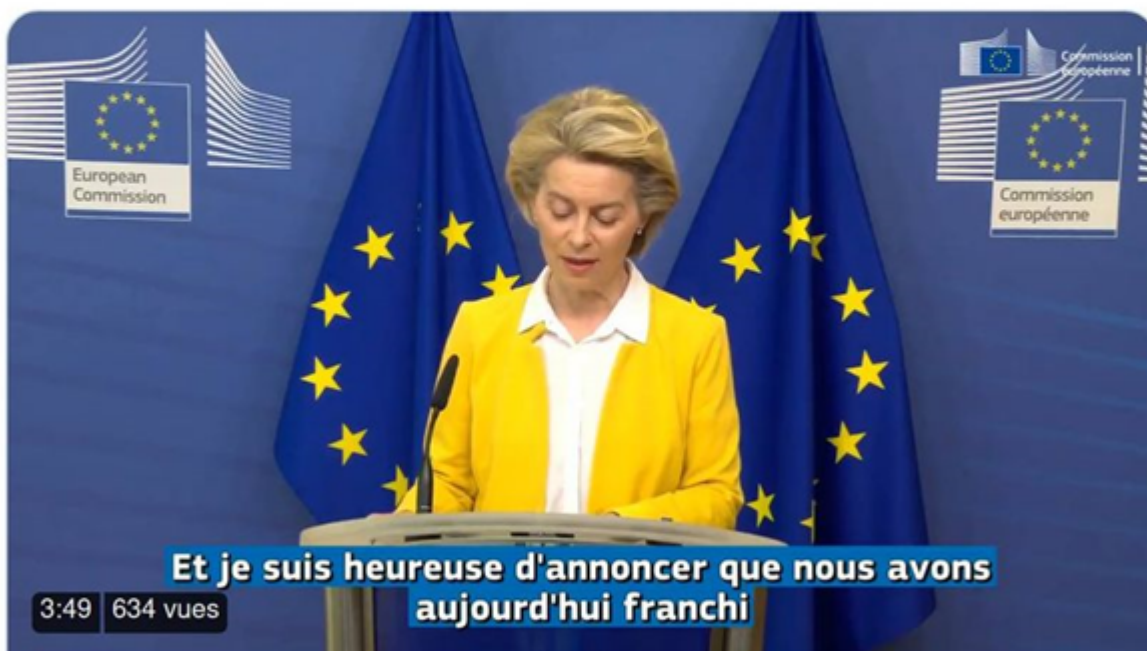 European
Commission
Commission
européenne
Commission
européenne
Et je suis heureuse d'annoncer que nous avons
aujourd'hui franchi
3:49 634 vues